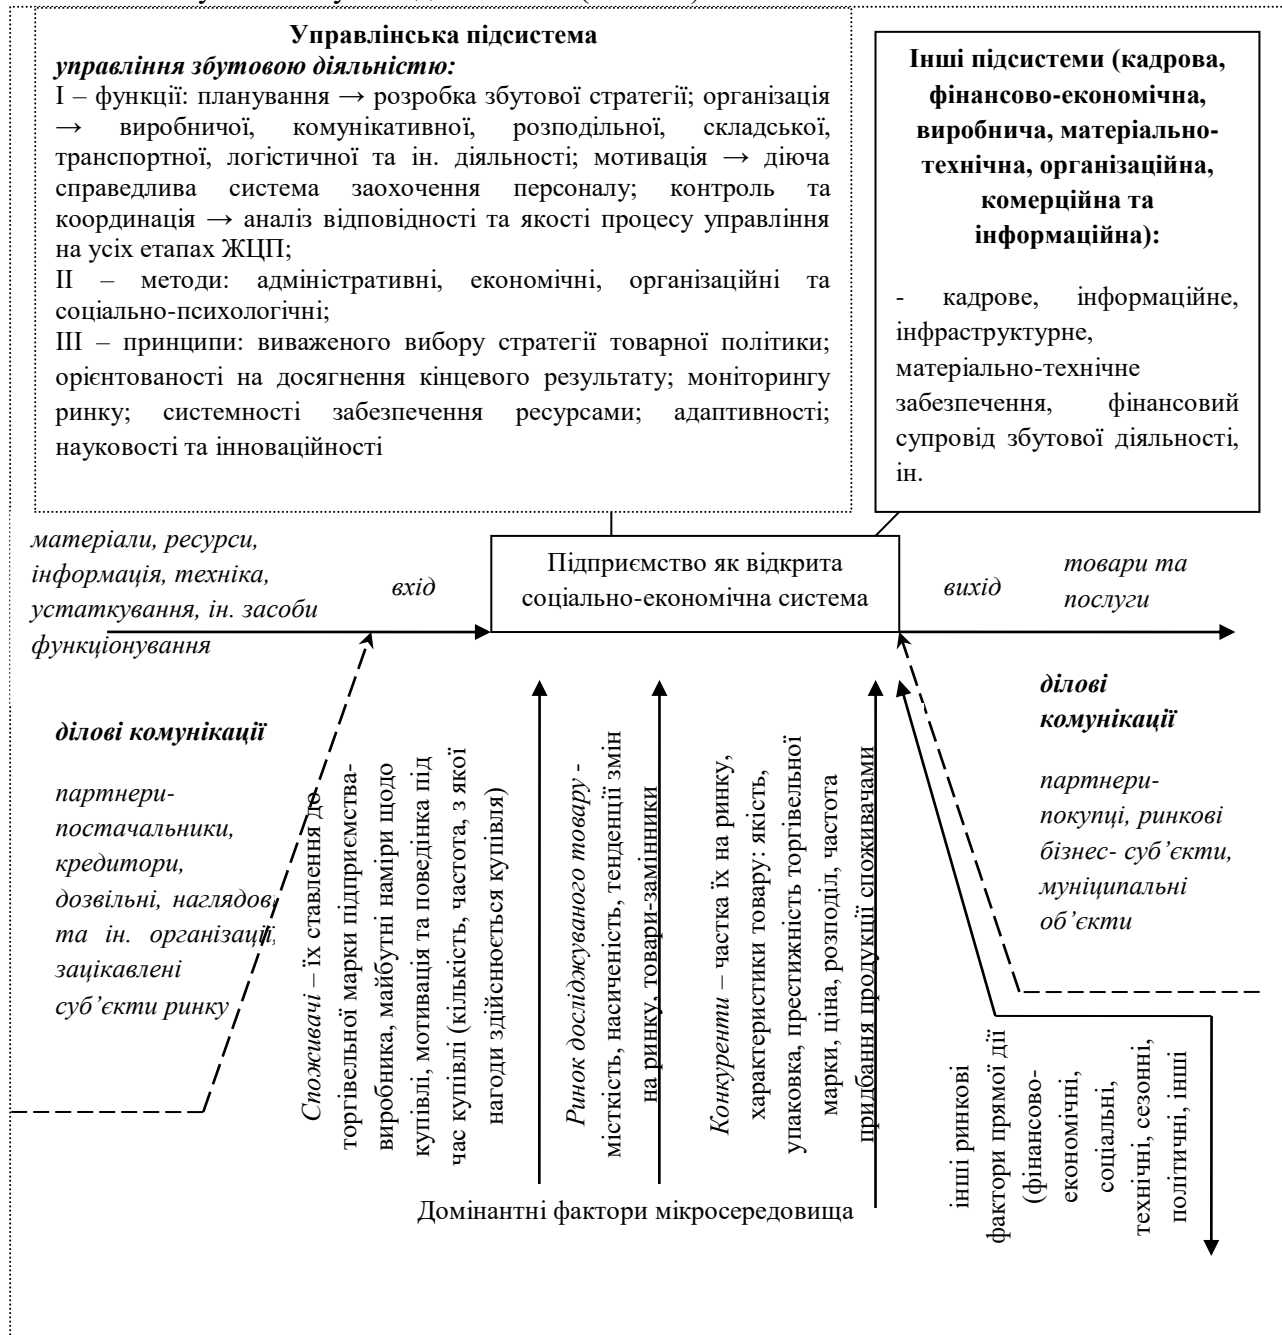 Управлінська підсистема
управління збутовою діяльністю:
І – функції: планування → розробка збутової стратегії; організація
→ виробничої, комунікативної, розподільної, складської,
транспортної, логістичної та ін. діяльності; мотивація → діюча
справедлива система заохочення персоналу; контроль та
координація → аналіз відповідності та якості процесу управління
на усіх етапах ЖЦП;
ІІ – методи: адміністративні, економічні, організаційні та
соціально-психологічні;
ІІІ – принципи: виваженого вибору стратегії товарної політики;
орієнтованості на досягнення кінцевого результату; моніторингу
ринку; системності забезпечення ресурсами; адаптивності;
науковості та інноваційності
Інші підсистеми (кадрова,
фінансово-економічна,
виробнича, матеріально-
технічна, організаційна,
комерційна та
інформаційна):
- кадрове, інформаційне,
інфраструктурне,
матеріально-технічне
забезпечення, фінансовий
супровід збутової діяльності,
ін.
матеріали, ресурси,
інформація, техніка,
устаткування, ін. засоби
функціонування
вхід
Підприємство як відкрита
соціально-економічна система
вихід
товари та
послуги
ділові комунікації
партнери-
постачальники,
кредитори,
дозвільні, наглядов
та ін. організації,
зацікавлені
суб’єкти ринку
Споживачі – їх ставлення до
торгівельної марки підприємства-
виробника, майбутні наміри щодо
купівлі, мотивація та поведінка під
час купівлі (кількість, частота, з якої
нагоди здійснюється купівля)
Ринок досліджуваного товару -
місткість, насиченість, тенденції змін
на ринку, товари-замінники
Конкуренти – частка їх на ринку,
характеристики товару: якість,
упаковка, престижність торгівельної
марки, ціна, розподіл, частота
придбання продукції споживачами
ділові
комунікації
партнери-
покупці, ринкові
бізнес- суб’єкти,
муніципальні
об’єкти
інші ринкові
фактори прямої дії
(фінансово-
економічні,
соціальні,
технічні, сезонні,
політичні, інші
Домінантні фактори мікросередовища